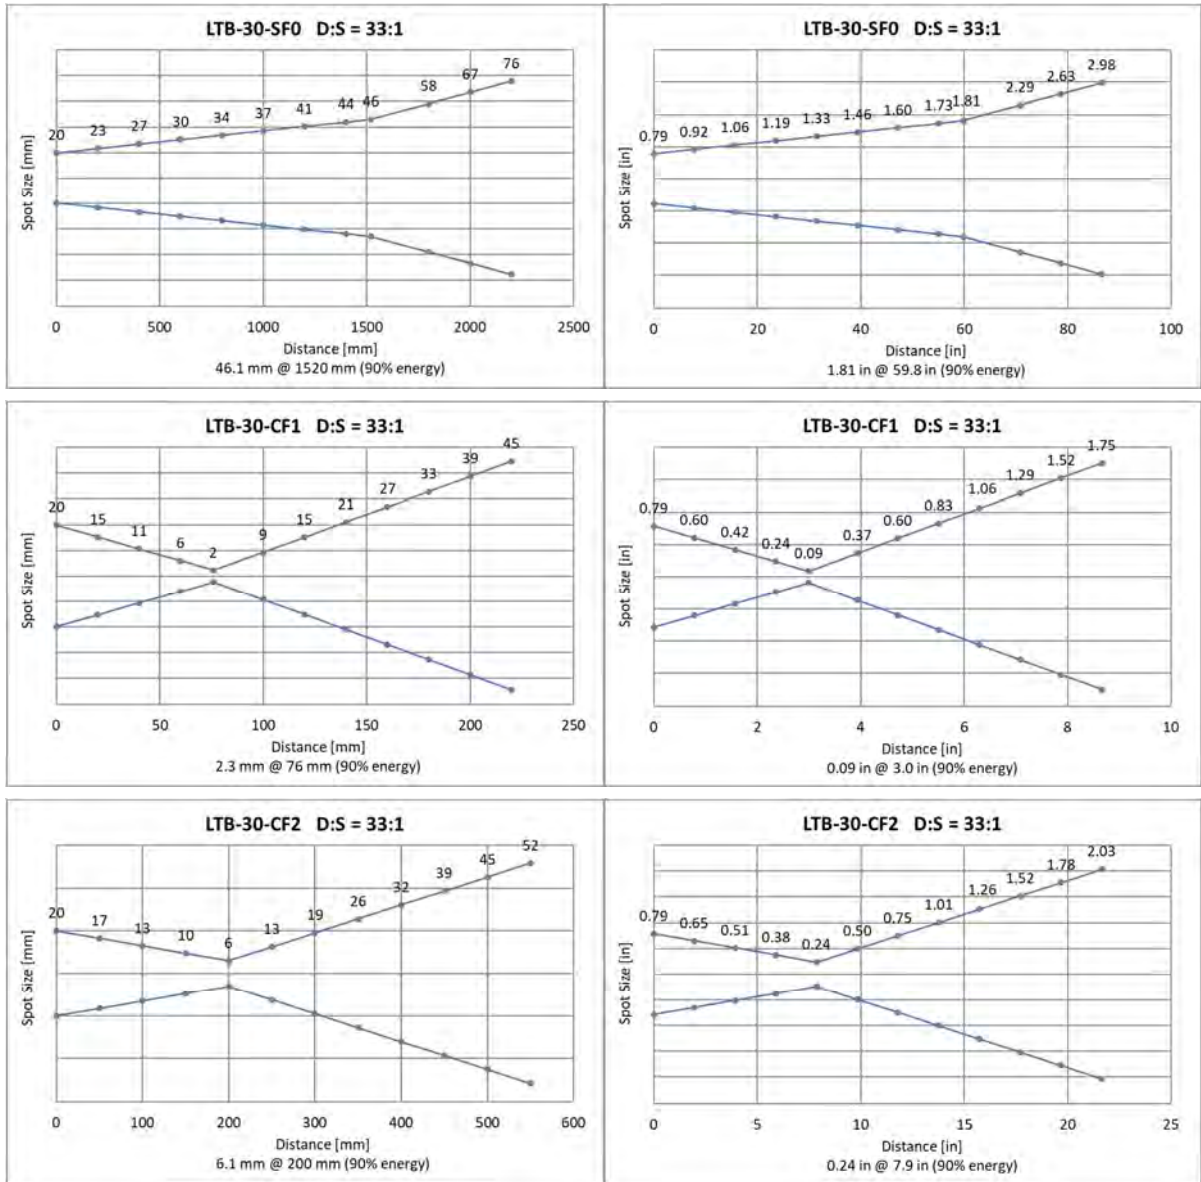 LTB-30-SF0 D:S = 33:1
20 23 27 30 34 37 41 44 46 58 67 76
Spot Size [mm]
0 500 1000 1500 2000 2500
Distance [mm]
46.1 mm @ 1520 mm (90% energy)
LTB-30-SF0 D:S = 33:1
0.79 0.92 1.06 1.19 1.33 1.46 1.60 1.73 1.81 2.29 2.63 2.98
Spot Size [in]
0 20 40 60 80 100
Distance [in]
1.81 in @ 59.8 in (90% energy)
LTB-30-CF1 D:S = 33:1
20 15 11 6 2 9 15 21 27 33 39 45
Spot Size [mm]
0 50 100 150 200 250
Distance [mm]
2.3 mm @ 76 mm (90% energy)
LTB-30-CF1 D:S = 33:1
0.79 0.60 0.42 0.24 0.09 0.37 0.60 0.83 1.06 1.29 1.52 1.75
Spot Size [in]
0 2 4 6 8 10
Distance [in]
0.09 in @ 3.0 in (90% energy)
LTB-30-CF2 D:S = 33:1
20 17 13 10 6 13 19 26 32 39 45 52
Spot Size [mm]
0 100 200 300 400 500 600
Distance [mm]
6.1 mm @ 200 mm (90% energy)
LTB-30-CF2 D:S = 33:1
0.79 0.65 0.51 0.38 0.24 0.50 0.75 1.01 1.26 1.52 1.78 2.03
Spot Size [in]
0 5 10 15 20 25
Distance [in]
0.24 in @ 7.9 in (90% energy)